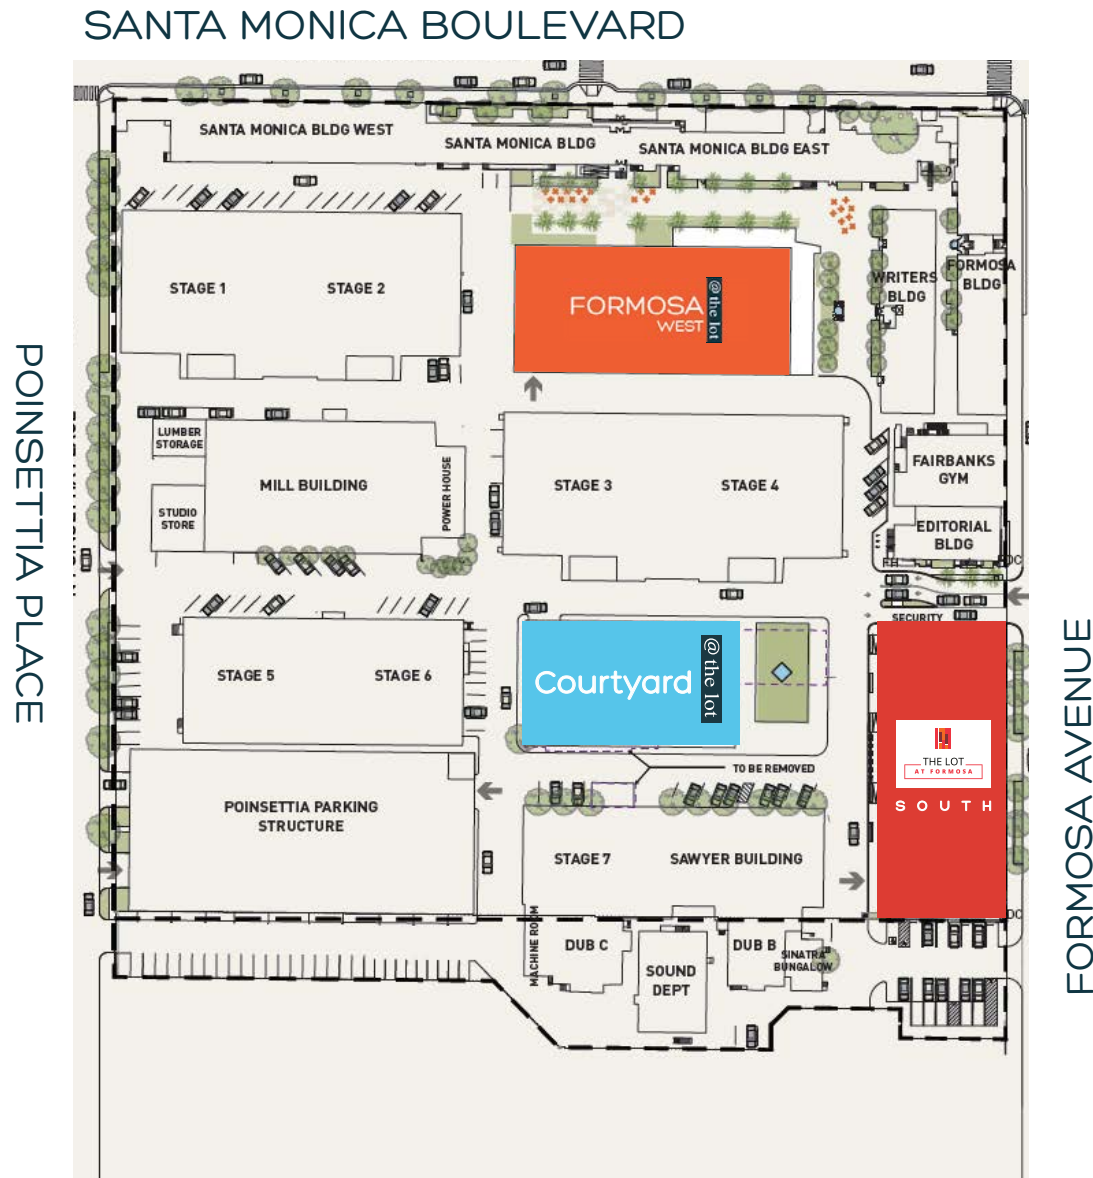 SANTA MONICA BOULEVARD
SANTA MONICA BLDG WEST
SANTA MONICA BLDG
SANTA MONICA BLDG EAST
STAGE 1
STAGE 2
FORMOSA
WEST
@ the lot
WRITERS
BLDG
FORMOSA
BLDG
POINSETTIA PLACE
LUMBER
STORAGE
MILL BUILDING
POWER HOUSE
STUDIO
STORE
STAGE 3
STAGE 4
FAIRBANKS
GYM
EDITORIAL
BLDG
SECURITY
STAGE 5
STAGE 6
Courtyard
@ the lot
TO BE REMOVED
THE LOT
AT FORMOSA
SOUTH
FORMOSA AVENUE
POINSETTIA PARKING
STRUCTURE
STAGE 7
SAWYER BUILDING
MACHINE ROOM
DUB C
SOUND
DEPT
DUB B
SINATRA
BUNGALOW